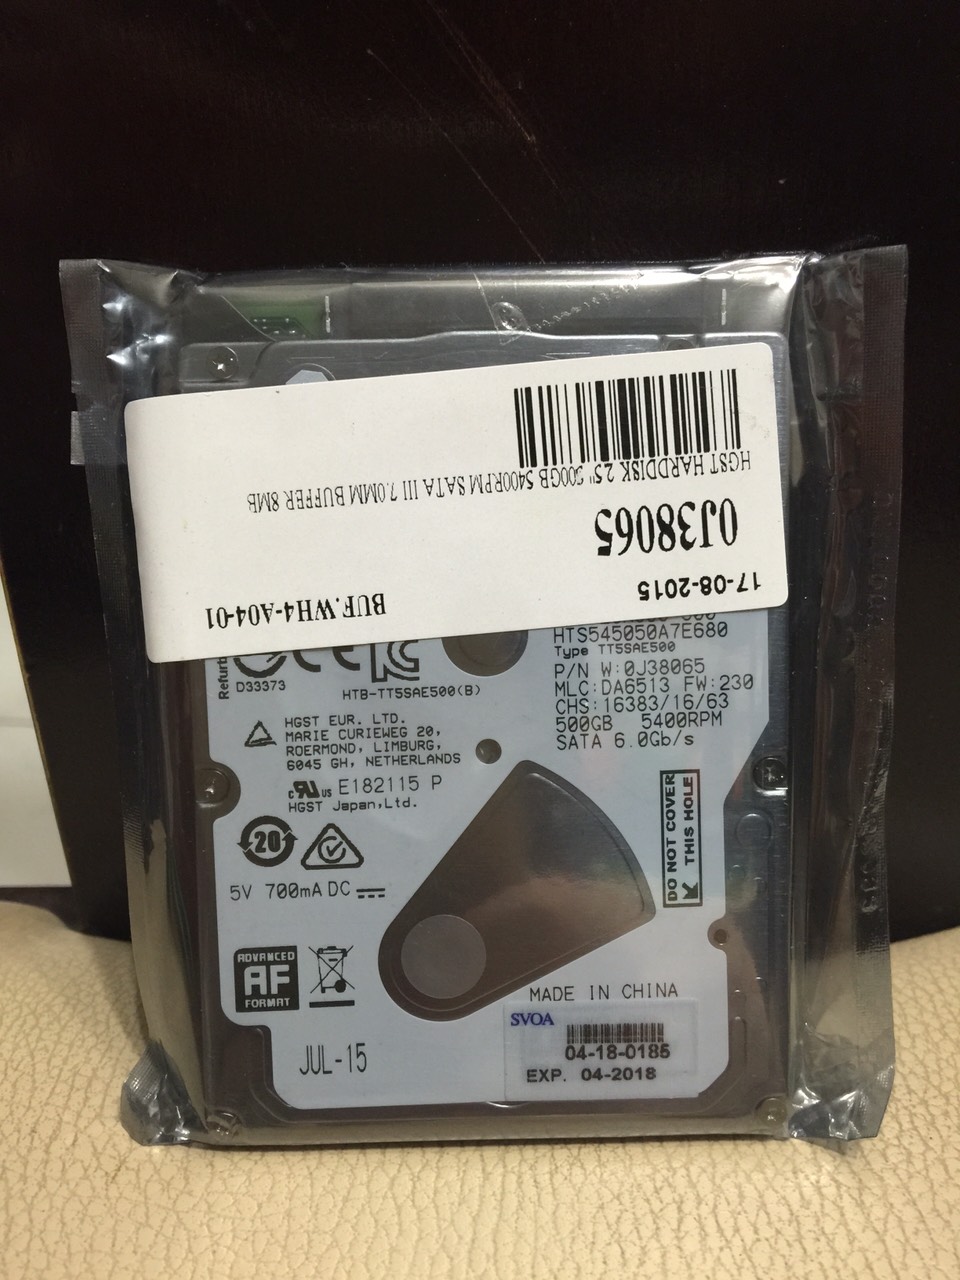 HGST HARDDISK 2.5" 500GB 5400RPM SATA III 7.0MM BUFFER 8MB
0J38065
17-08-2015
BUF.WH4-A04-01
HTS545050A7E680
Type TT5SAE500
P/N W:0J38065
MLC:DA6513 FW:230
CHS:16383/16/63
500GB 5400RPM
SATA 6.0Gb/s
D33373
HTB-TT5SAE500(B)
HGST EUR. LTD.
MARIE CURIEWEG 20,
ROERMOND, LIMBURG,
6045 GH, NETHERLANDS
c RU us E182115 P
HGST Japan,Ltd.
20
5V 700mA DC
DO NOT COVER
THIS HOLE
ADVANCED
AF
FORMAT
MADE IN CHINA
SVOA
04-18-0185
EXP. 04-2018
JUL-15